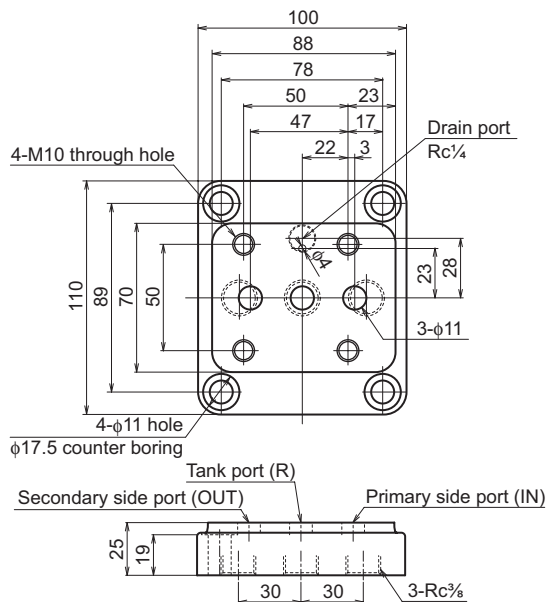 100
88
78
50 23
47 17
22 3
Drain port
Rc¼
4-M10 through hole
110
89
70
50
φ4
23
28
3-φ11
4-φ11 hole
φ17.5 counter boring
Tank port (R)
Secondary side port (OUT)
Primary side port (IN)
25
19
30 30
3-Rc⅜